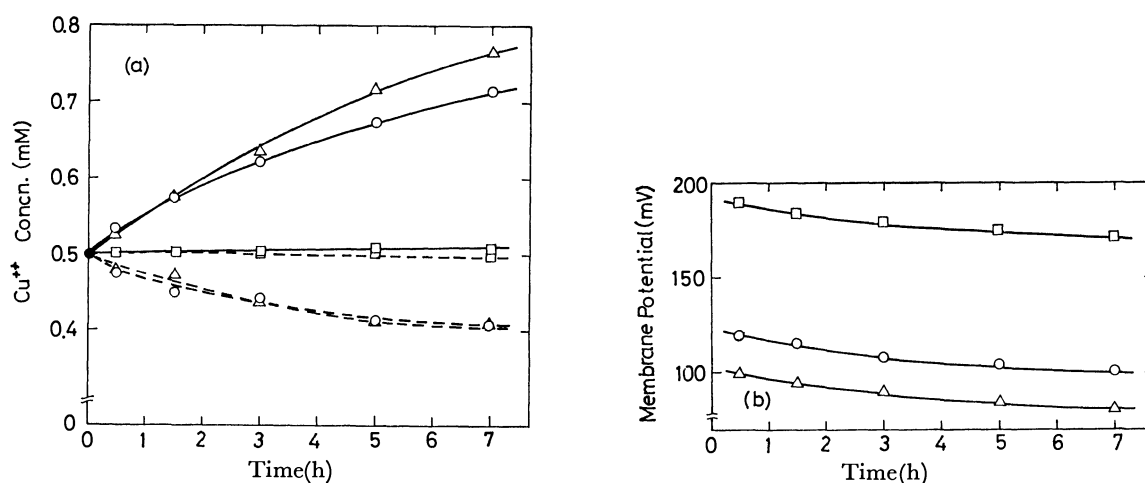 0.8
(a)
0.7
0.6
0.5
0.4
0
Cu++ Concn. (mM)
0 1 2 3 4 5 6 7
Time(h)
200
150
100
Membrane Potential(mV)
(b)
0 1 2 3 4 5 6 7
Time(h)